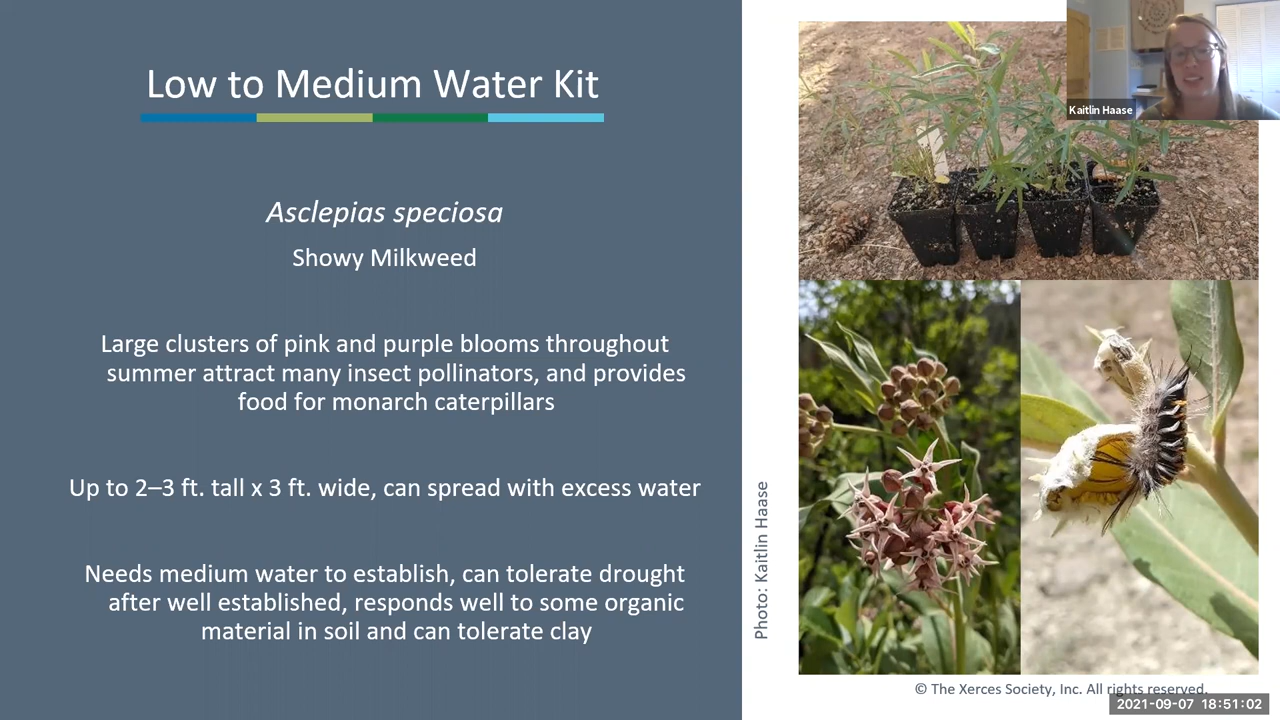 Low to Medium Water Kit
Asclepias speciosa
Showy Milkweed
Large clusters of pink and purple blooms throughout
summer attract many insect pollinators, and provides
food for monarch caterpillars
Up to 2–3 ft. tall x 3 ft. wide, can spread with excess water
Needs medium water to establish, can tolerate drought
after well established, responds well to some organic
material in soil and can tolerate clay
Photo: Kaitlin Haase
Kaitlin Haase
© The Xerces Society, Inc. All rights reserved.
2021-09-07 18:51:02